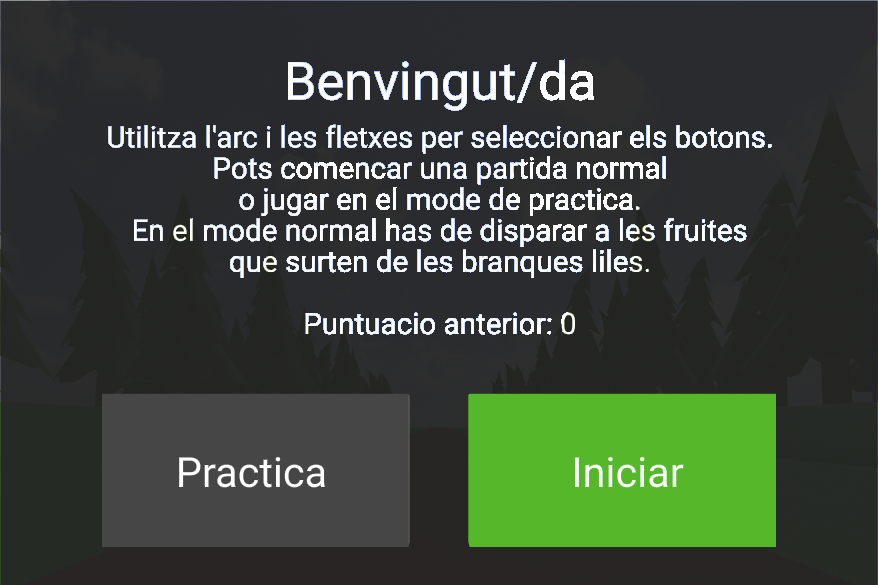 Benvingut/da
Utilitza l'arc i les fletxes per seleccionar els botons.
Pots comencar una partida normal
o jugar en el mode de practica.
En el mode normal has de disparar a les fruites
que surten de les branques liles.
Puntuacio anterior: 0
Practica
Iniciar